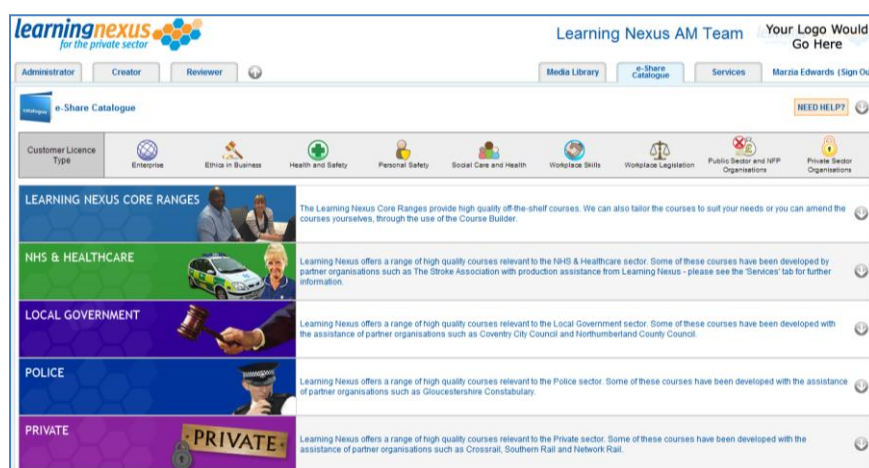 learningnexus
for the private sector
Learning Nexus AM Team
Your Logo Would
Go Here
Administrator
Creator
Reviewer
Media Library
e-Share
Catalogue
Services
Marzia Edwards (Sign Ou
catalogue
e-Share Catalogue
NEED HELP?
Customer Licence
Type
Enterprise
Ethics in Business
Health and Safety
Personal Safety
Social Care and Health
Workplace Skills
Workplace Legislation
Public Sector and NFP
Organisations
Private Sector
Organisations
LEARNING NEXUS CORE RANGES
The Learning Nexus Core Ranges provide high quality off-the-shelf courses. We can also tailor the courses to suit your needs or you can amend the
courses yourselves, through the use of the Course Builder.
NHS & HEALTHCARE
Learning Nexus offers a range of high quality courses relevant to the NHS & Healthcare sector. Some of these courses have been developed by
partner organisations such as The Stroke Association with production assistance from Learning Nexus - please see the 'Services' tab for further
information.
LOCAL GOVERNMENT
Learning Nexus offers a range of high quality courses relevant to the Local Government sector. Some of these courses have been developed with
the assistance of partner organisations such as Coventry City Council and Northumberland County Council.
POLICE
Learning Nexus offers a range of high quality courses relevant to the Police sector. Some of these courses have been developed with the assistance
of partner organisations such as Gloucestershire Constabulary.
PRIVATE
PRIVATE
Learning Nexus offers a range of high quality courses relevant to the Private sector. Some of these courses have been developed with the
assistance of partner organisations such as Crossrail, Southern Rail and Network Rail.